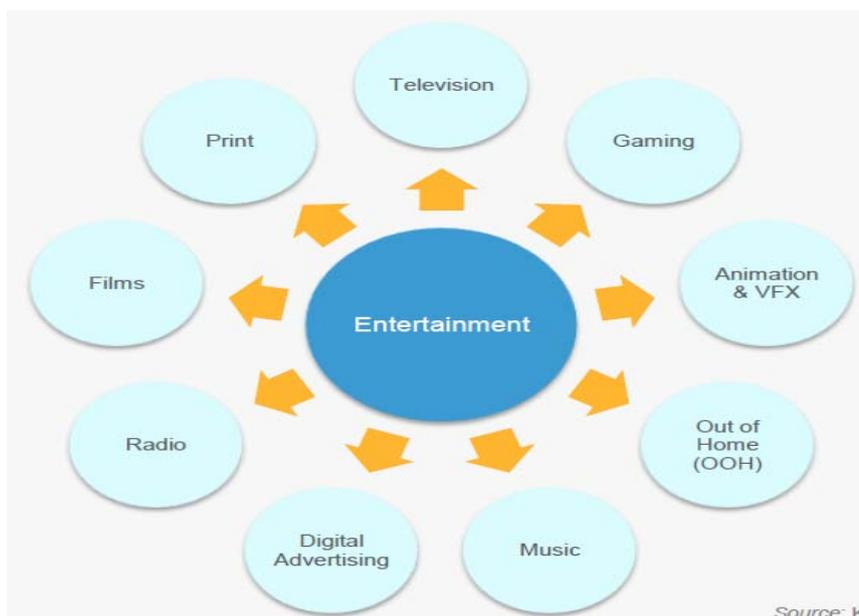 Television
Gaming
Animation
& VFX
Out of
Home
(OOH)
Music
Digital
Advertising
Radio
Films
Print
Entertainment
Source: K